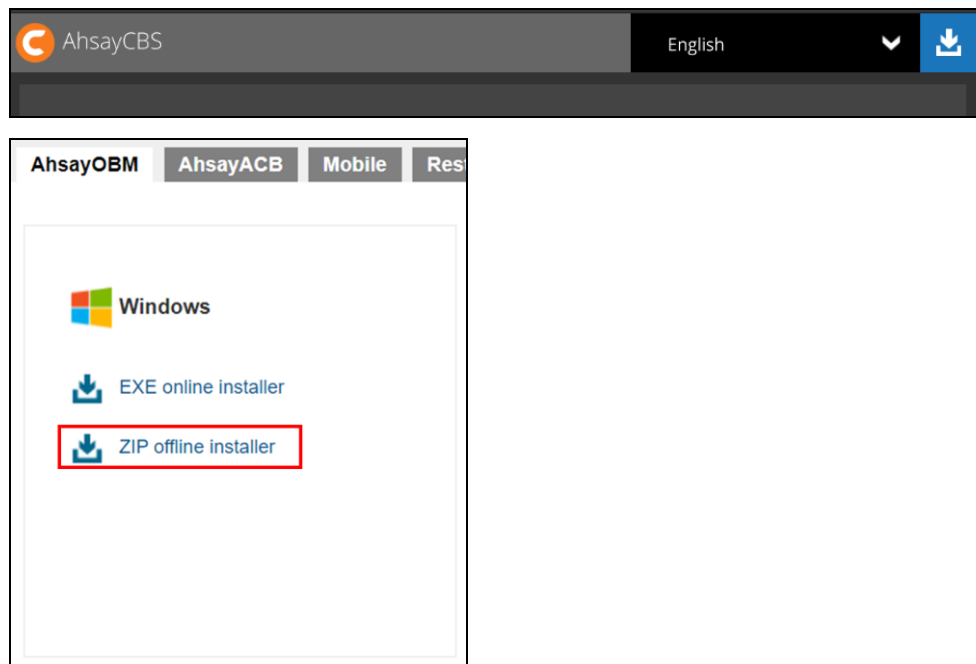 AhsayCBS
English
AhsayOBM AhsayACB Mobile
Windows
EXE online installer
ZIP offline installer